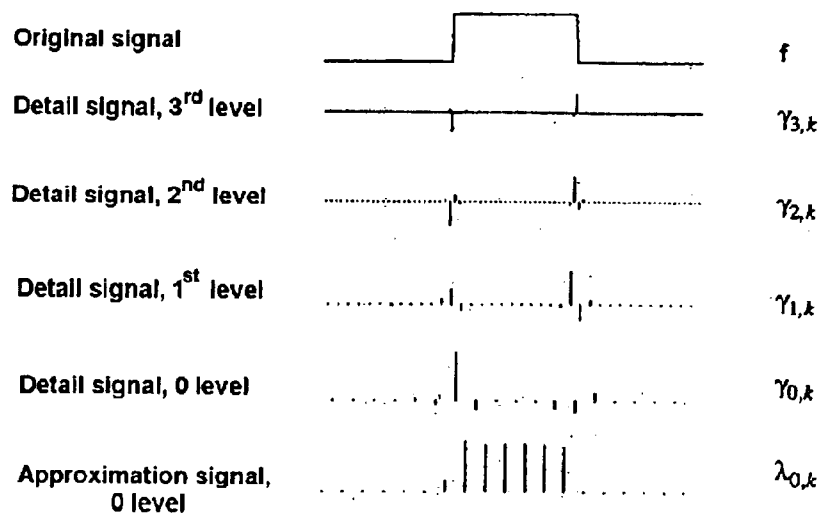 Original signal f
Detail signal, 3rd level γ3,k
Detail signal, 2nd level γ2,k
Detail signal, 1st level γ1,k
Detail signal, 0 level γ0,k
Approximation signal, λ0,k
0 level